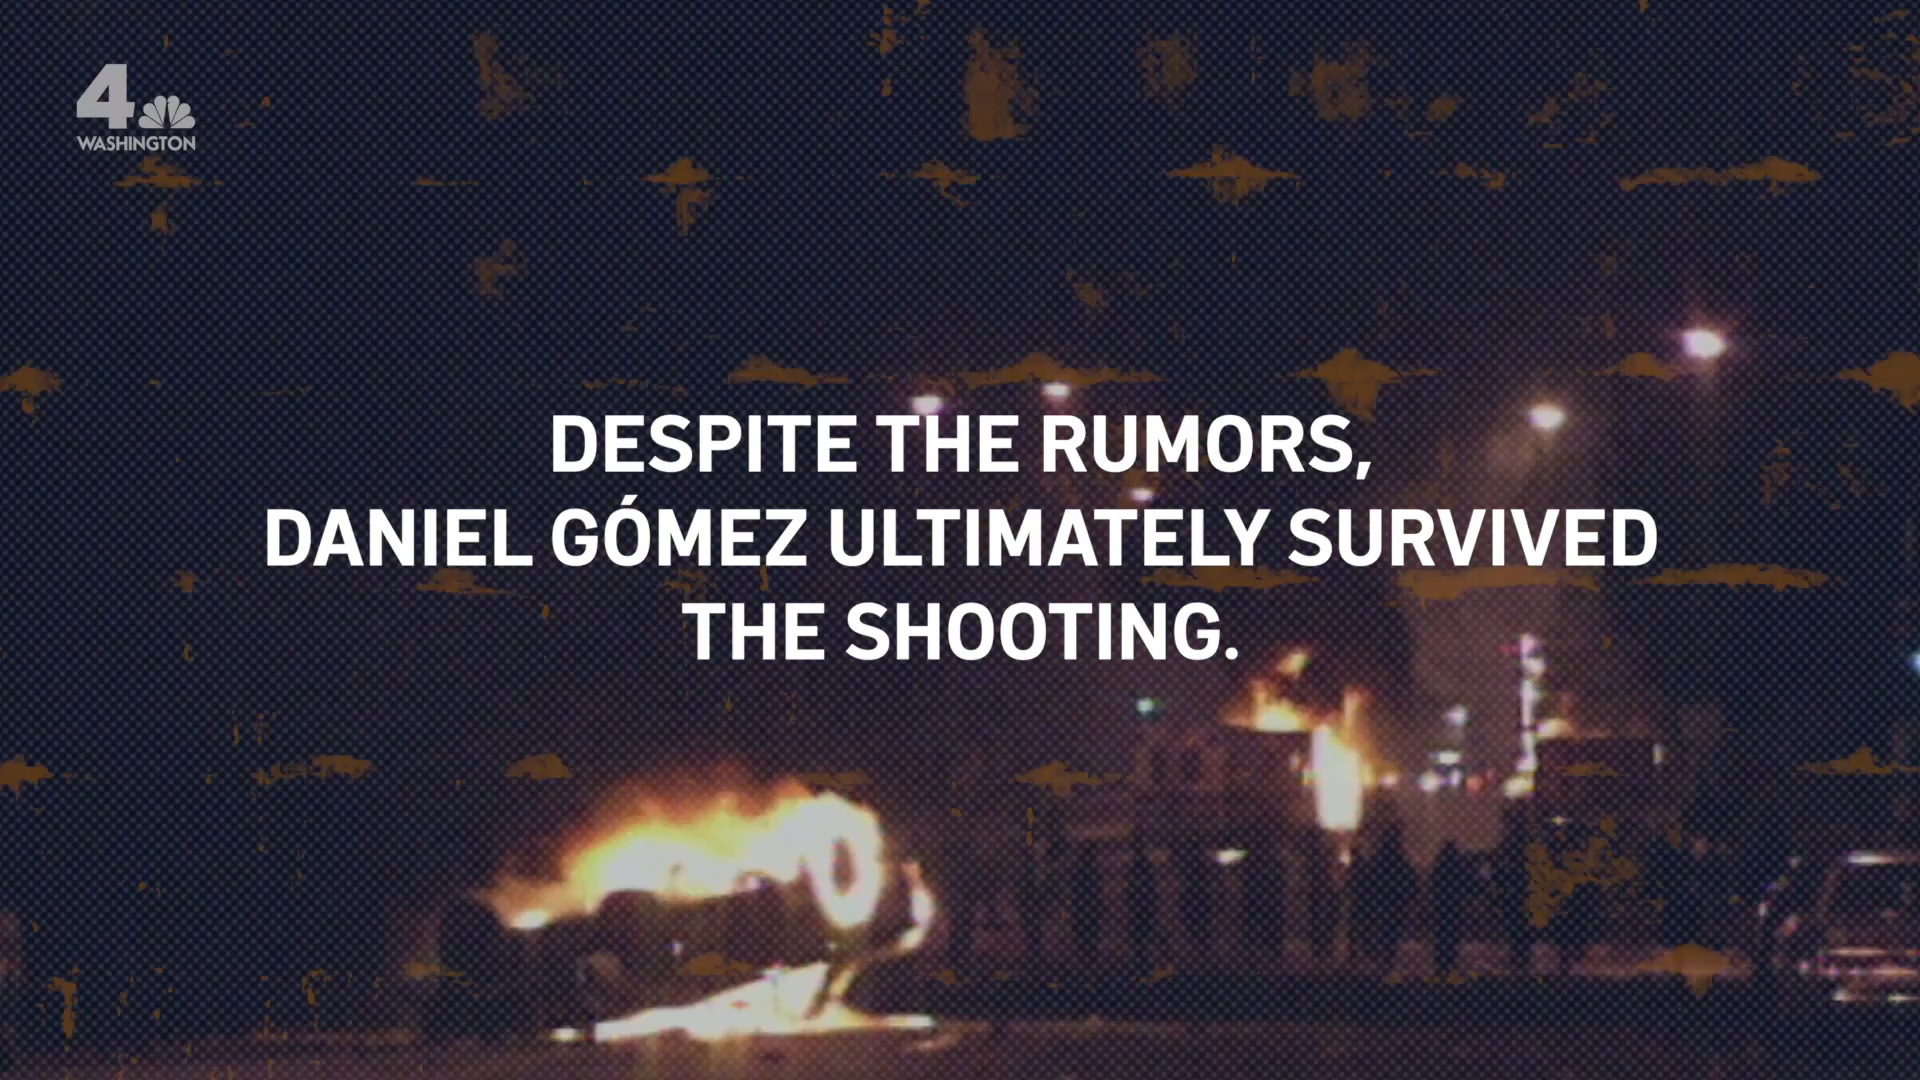 4
WASHINGTON
DESPITE THE RUMORS,
DANIEL GÓMEZ ULTIMATELY SURVIVED
THE SHOOTING.